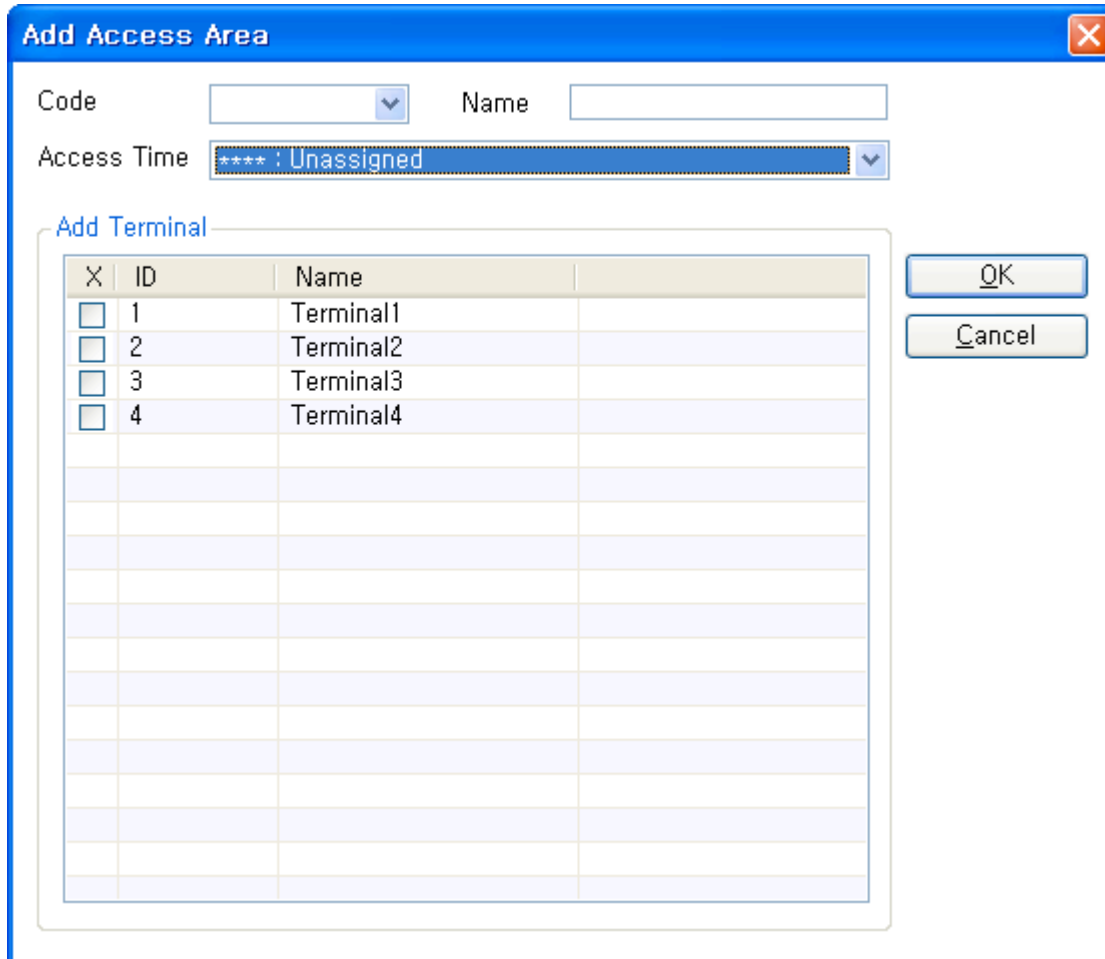 Add Access Area
Code Name
Access Time **** : Unassigned
Add Terminal
X ID Name
1 Terminal1
2 Terminal2
3 Terminal3
4 Terminal4
OK
Cancel